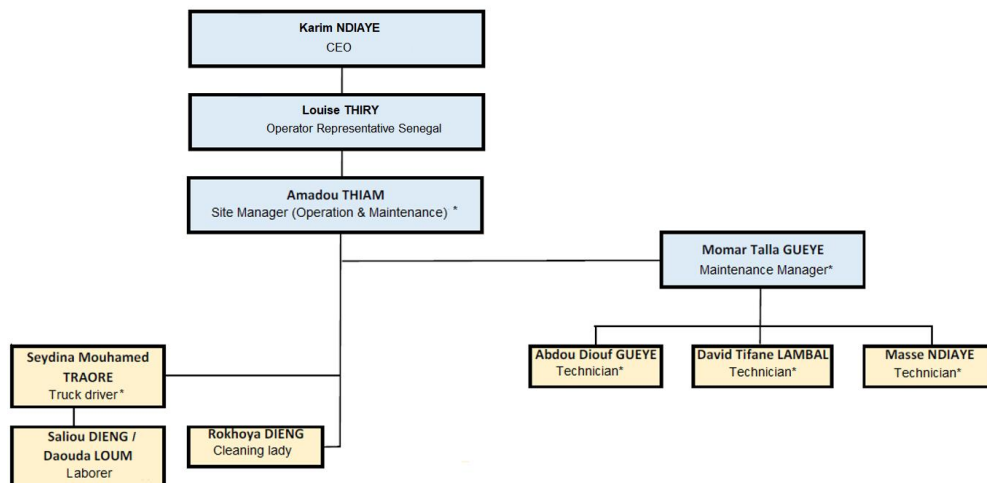 Karim NDIAYE
CEO
Louise THIRY
Operator Representative Senegal
Amadou THIAM
Site Manager (Operation & Maintenance) *
Momar Talla GUEYE
Maintenance Manager*
Seydina Mouhamed
TRAORE
Truck driver *
Abdou Diouf GUEYE
Technician*
David Tifane LAMBAL
Technician*
Masse NDIAYE
Technician*
Saliou DIENG /
Daouda LOUM
Laborer
Rokhoya DIENG
Cleaning lady